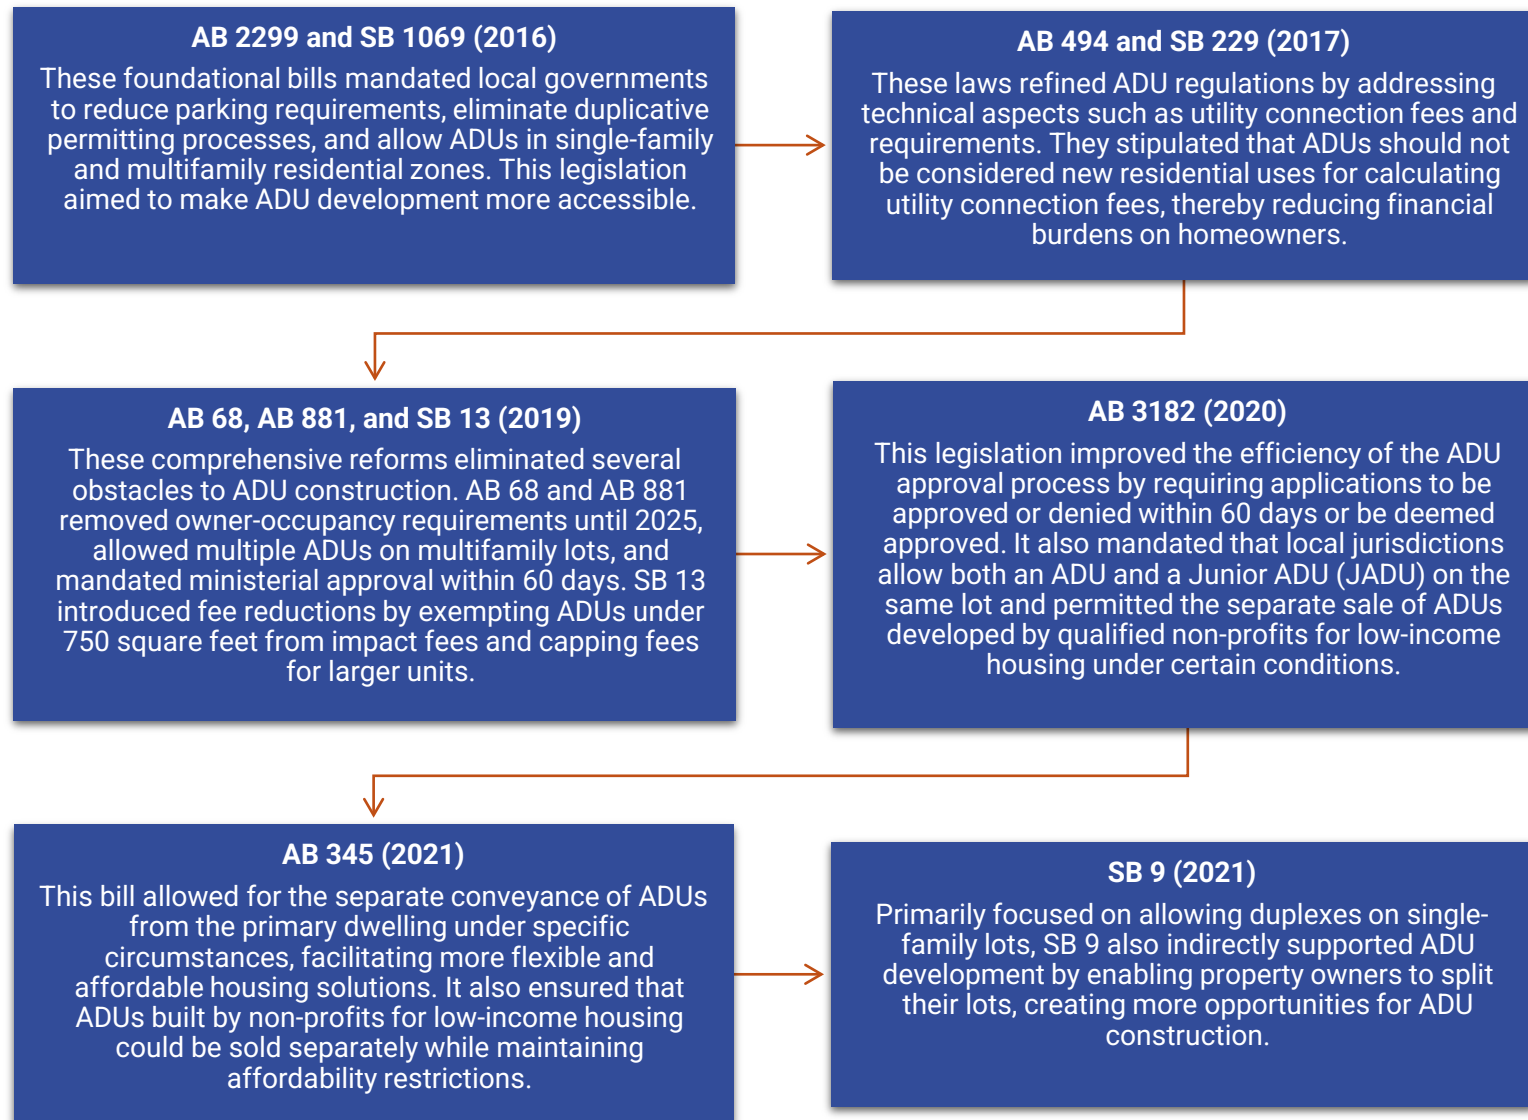 AB 2299 and SB 1069 (2016)
These foundational bills mandated local governments
to reduce parking requirements, eliminate duplicative
permitting processes, and allow ADUs in single-family
and multifamily residential zones. This legislation
aimed to make ADU development more accessible.
AB 494 and SB 229 (2017)
These laws refined ADU regulations by addressing
technical aspects such as utility connection fees and
requirements. They stipulated that ADUs should not
be considered new residential uses for calculating
utility connection fees, thereby reducing financial
burdens on homeowners.
AB 68, AB 881, and SB 13 (2019)
These comprehensive reforms eliminated several
obstacles to ADU construction. AB 68 and AB 881
removed owner-occupancy requirements until 2025,
allowed multiple ADUs on multifamily lots, and
mandated ministerial approval within 60 days. SB 13
introduced fee reductions by exempting ADUs under
750 square feet from impact fees and capping fees
for larger units.
AB 3182 (2020)
This legislation improved the efficiency of the ADU
approval process by requiring applications to be
approved or denied within 60 days or be deemed
approved. It also mandated that local jurisdictions
allow both an ADU and a Junior ADU (JADU) on the
same lot and permitted the separate sale of ADUs
developed by qualified non-profits for low-income
housing under certain conditions.
AB 345 (2021)
This bill allowed for the separate conveyance of ADUs
from the primary dwelling under specific
circumstances, facilitating more flexible and
affordable housing solutions. It also ensured that
ADUs built by non-profits for low-income housing
could be sold separately while maintaining
affordability restrictions.
SB 9 (2021)
Primarily focused on allowing duplexes on single-
family lots, SB 9 also indirectly supported ADU
development by enabling property owners to split
their lots, creating more opportunities for ADU
construction.